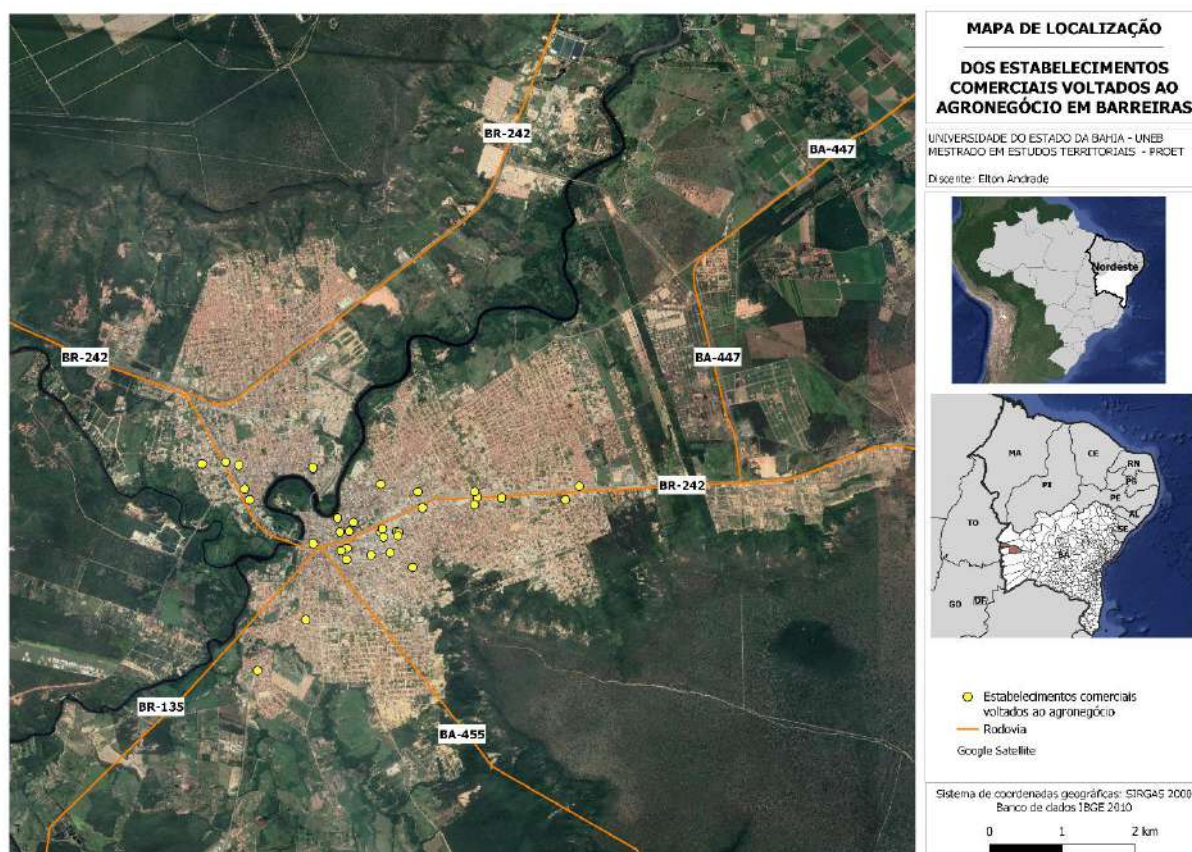 BR-242
BA-447
BR-242
BA-447
BR-242
BR-135
BA-455
MAPA DE LOCALIZAÇÃO
DOS ESTABELECIMENTOS
COMERCIAIS VOLTADOS AO
AGRONEGÓCIO EM BARREIRAS
UNIVERSIDADE DO ESTADO DA BAHIA - UNEB
MESTRADO EM ESTUDOS TERRITORIAIS - PROET
Discente: Elton Andrade
Nordeste
MA
CE
RN
PI
PB
PE
AL
TO
SE
BA
GO
DF
Estabelecimentos comerciais
voltados ao agronegócio
Rodovia
Google Satellite
Sistema de coordenadas geográficas: SIRGAS 2000
Banco de dados IBGE 2010
0 1 2 km